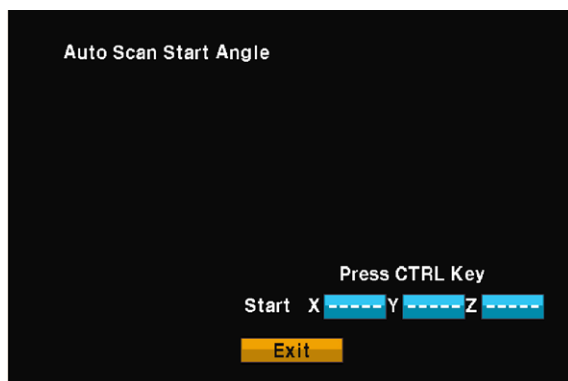 Auto Scan Start Angle
Press CTRL Key
Start X ----- Y ----- Z -----
Exit